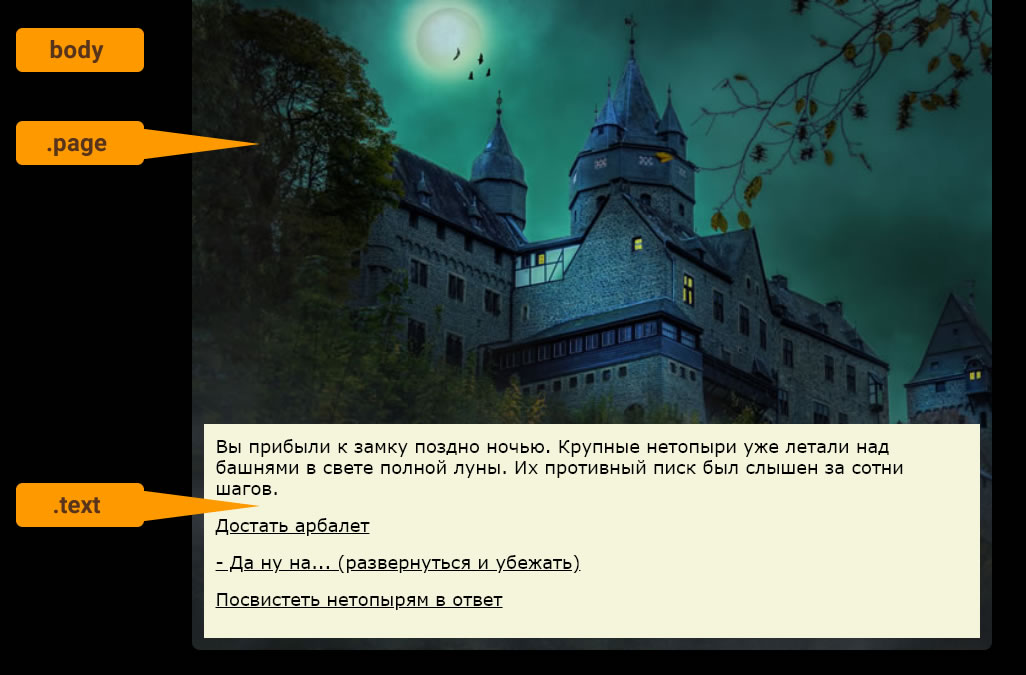 body
.page
Вы прибыли к замку поздно ночью. Крупные нетопыри уже летали над
башнями в свете полной луны. Их противный писк был слышен за сотни
шагов.
.text
Достать арбалет
- Да ну на... (развернуться и убежать)
Посвистеть нетопырям в ответ